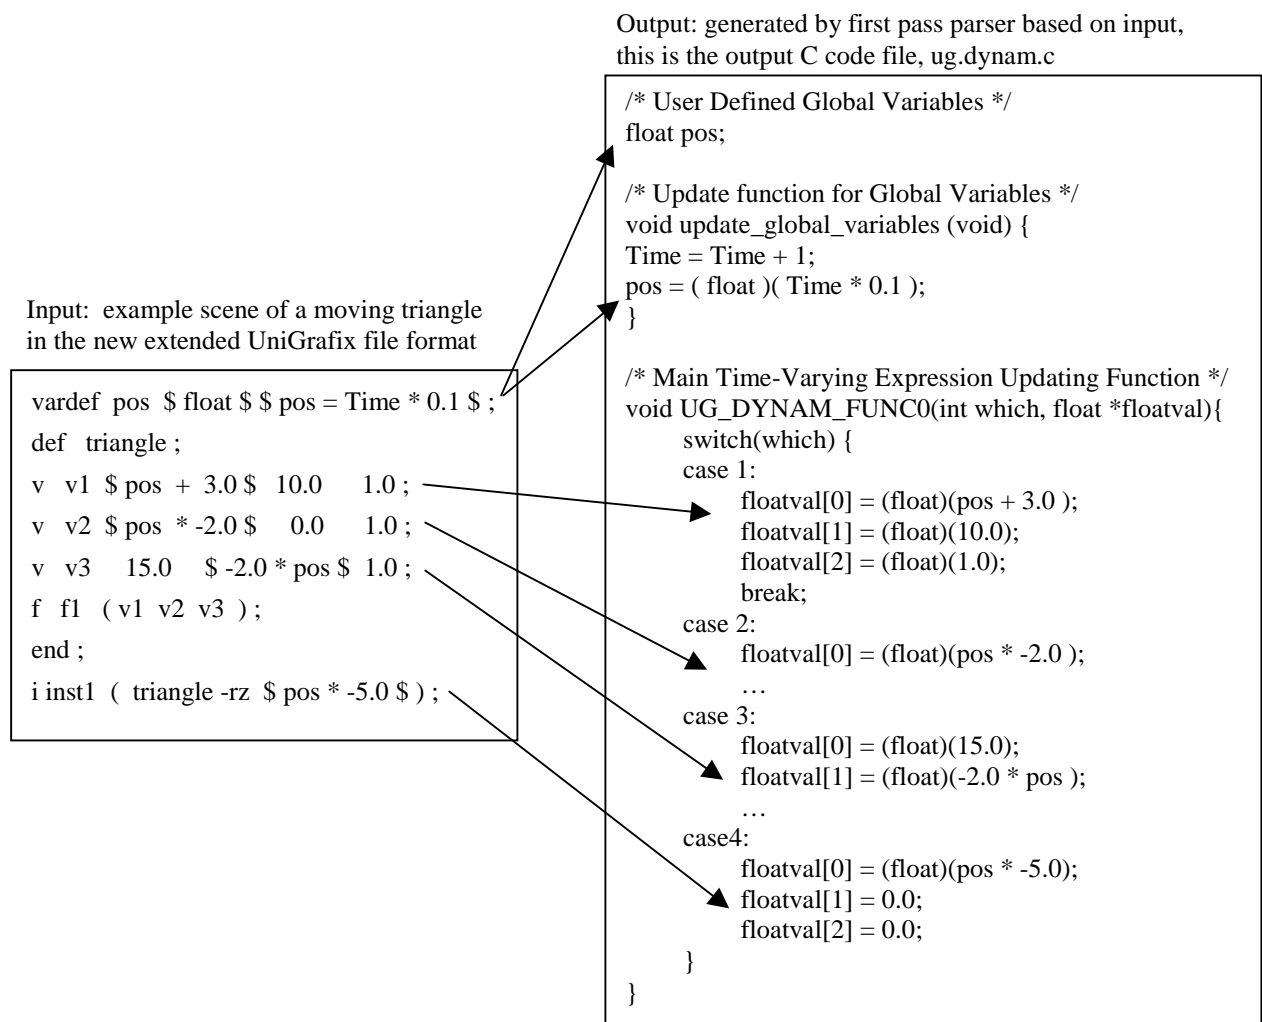 Output: generated by first pass parser based on input,
this is the output C code file, ug.dynam.c
/* User Defined Global Variables */
float pos;
/* Update function for Global Variables */
void update_global_variables (void) {
Time = Time + 1;
pos = ( float )( Time * 0.1 );
}
/* Main Time-Varying Expression Updating Function */
void UG_DYNAM_FUNC0(int which, float *floatval){
switch(which) {
case 1:
floatval[0] = (float)(pos + 3.0 );
floatval[1] = (float)(10.0);
floatval[2] = (float)(1.0);
break;
case 2:
floatval[0] = (float)(pos * -2.0 );
…
case 3:
floatval[0] = (float)(15.0);
floatval[1] = (float)(-2.0 * pos );
…
case4:
floatval[0] = (float)(pos * -5.0);
floatval[1] = 0.0;
floatval[2] = 0.0;
}
}
Input: example scene of a moving triangle
in the new extended UniGrafix file format
vardef pos $ float $ $ pos = Time * 0.1 $ ;
def triangle ;
v v1 $ pos + 3.0 $ 10.0 1.0 ;
v v2 $ pos * -2.0 $ 0.0 1.0 ;
v v3 15.0 $ -2.0 * pos $ 1.0 ;
f f1 ( v1 v2 v3 ) ;
end ;
i inst1 ( triangle -rz $ pos * -5.0 $ ) ;